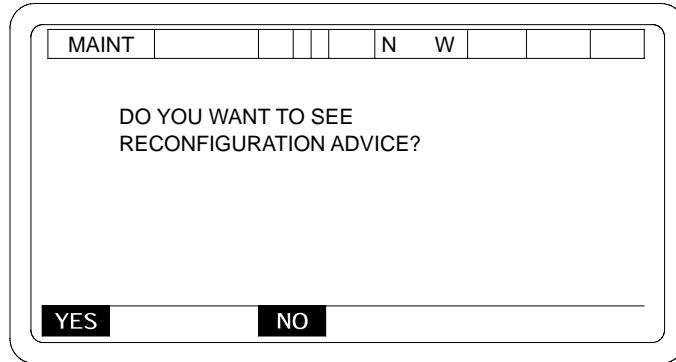 MAINT N W
DO YOU WANT TO SEE
RECONFIGURATION ADVICE?
YES NO